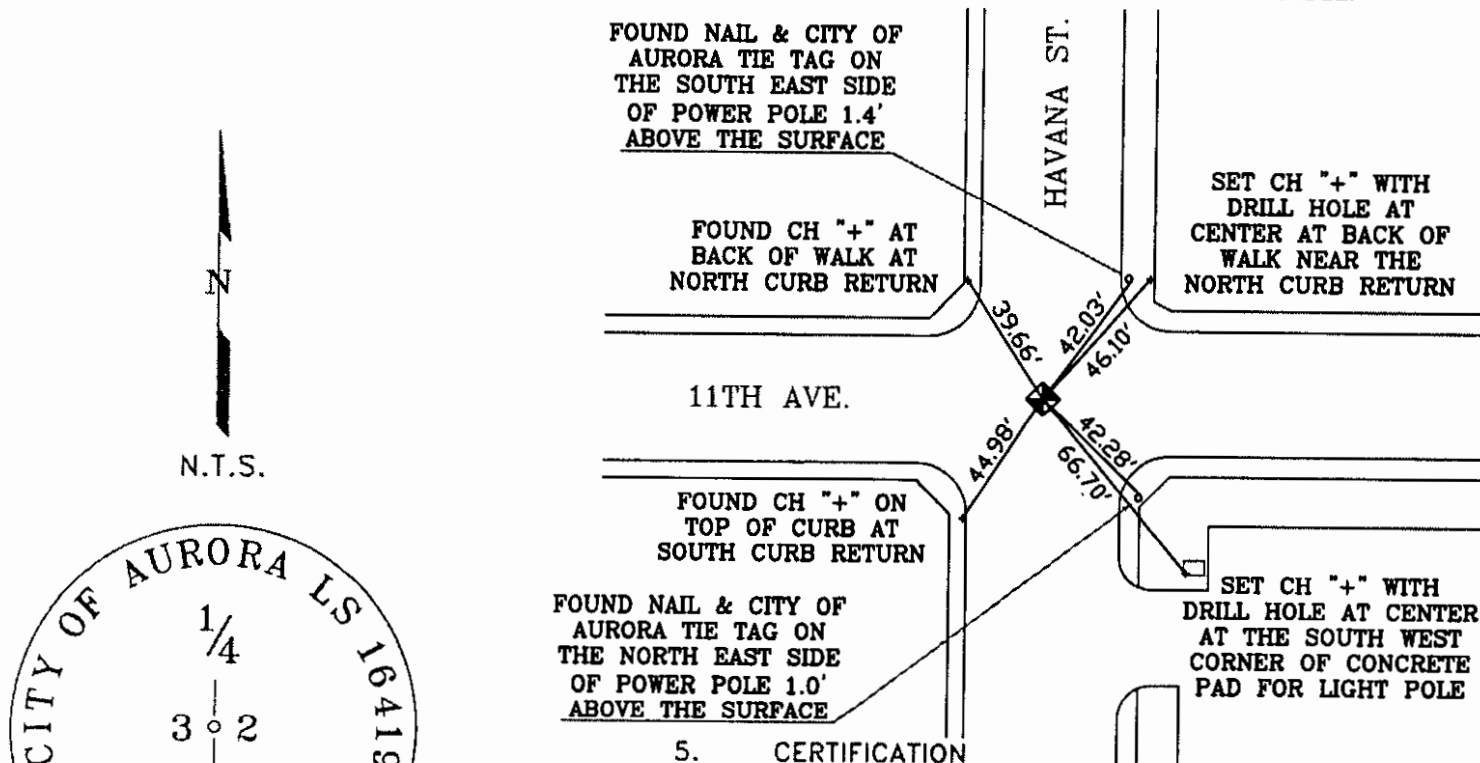 FOUND NAIL & CITY OF
AURORA TIE TAG ON
THE SOUTH EAST SIDE
OF POWER POLE 1.4'
ABOVE THE SURFACE
HAVANA ST.
SET CH "+" WITH
DRILL HOLE AT
CENTER AT BACK OF
WALK NEAR THE
NORTH CURB RETURN
FOUND CH "+" AT
BACK OF WALK AT
NORTH CURB RETURN
N
39.66'
42.03'
46.10'
11TH AVE.
N.T.S.
44.98'
42.28'
66.70'
FOUND CH "+" ON
TOP OF CURB AT
SOUTH CURB RETURN
SET CH "+" WITH
DRILL HOLE AT CENTER
AT THE SOUTH WEST
CORNER OF CONCRETE
PAD FOR LIGHT POLE
FOUND NAIL & CITY OF
AURORA TIE TAG ON
THE NORTH EAST SIDE
OF POWER POLE 1.0'
ABOVE THE SURFACE
CITY OF AURORA LS 16419
1/4
3 2
5. CERTIFICATION